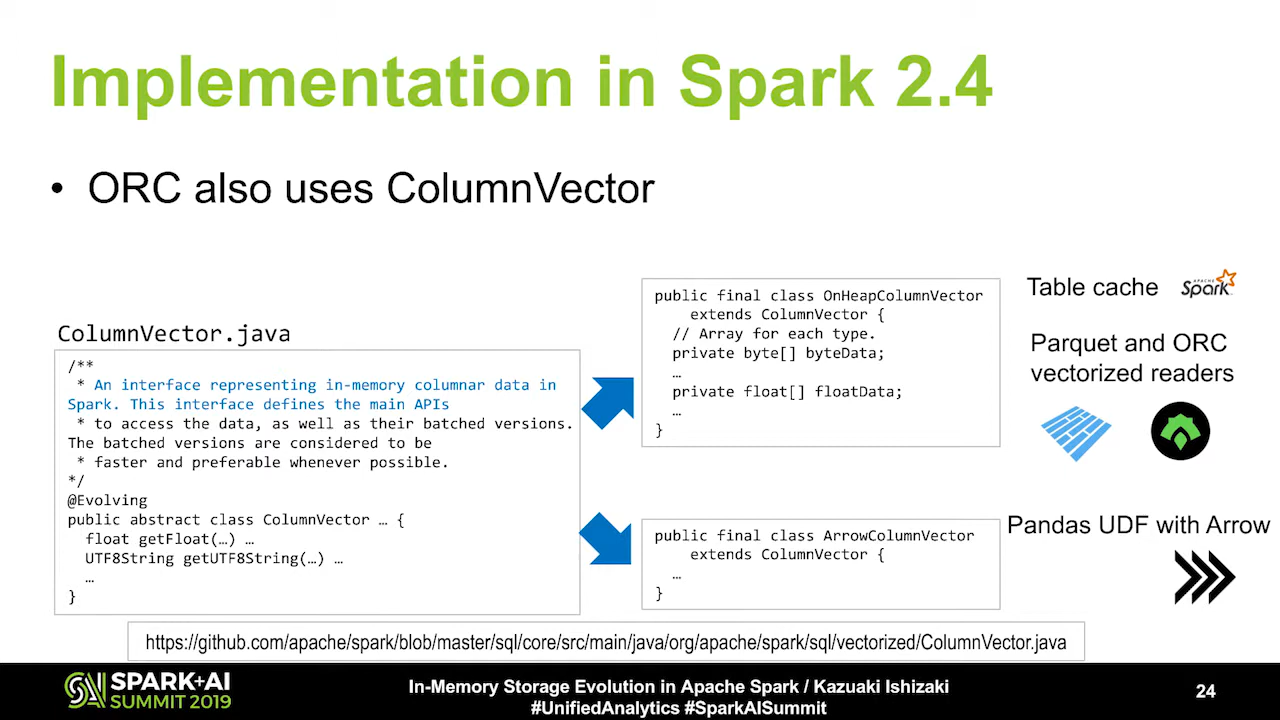 Implementation in Spark 2.4
• ORC also uses ColumnVector
ColumnVector.java
/**
* An interface representing in-memory columnar data in
Spark. This interface defines the main APIs
* to access the data, as well as their batched versions.
The batched versions are considered to be
* faster and preferable whenever possible.
*/
@Evolving
public abstract class ColumnVector … {
float getFloat(…) …
UTF8String getUTF8String(…) …
…
}
public final class OnHeapColumnVector
extends ColumnVector {
// Array for each type.
private byte[] byteData;
…
private float[] floatData;
…
}
Table cache
APACHE
Spark
Parquet and ORC
vectorized readers
public final class ArrowColumnVector
extends ColumnVector {
…
}
Pandas UDF with Arrow
https://github.com/apache/spark/blob/master/sql/core/src/main/java/org/apache/spark/sql/vectorized/ColumnVector.java
SPARK+AI
SUMMIT 2019
In-Memory Storage Evolution in Apache Spark / Kazuaki Ishizaki
#UnifiedAnalytics #SparkAISummit
24